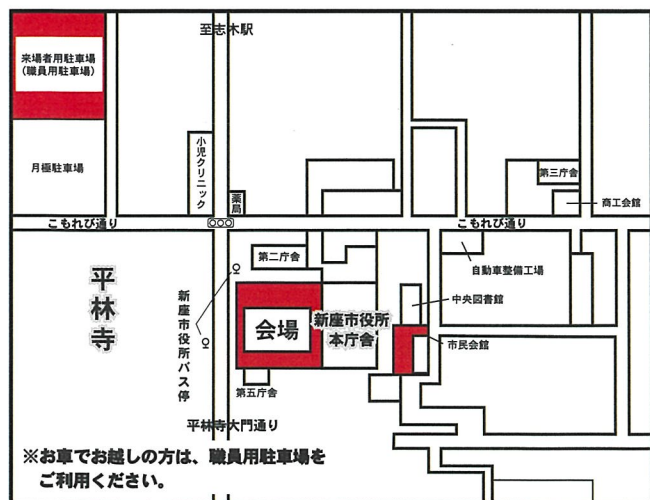 至志木駅
来場者用駐車場
(職員用駐車場)
月極駐車場
小児クリニック
薬局
第三庁舎
商工会館
こもれび通り
こもれび通り
第二庁舎
自動車整備工場
平林寺
新座市役所バス停
中央図書館
会場
新座市役所
本庁舎
市民会館
第五庁舎
平林寺大門通り
※お車でお越しの方は、職員用駐車場を
ご利用ください。